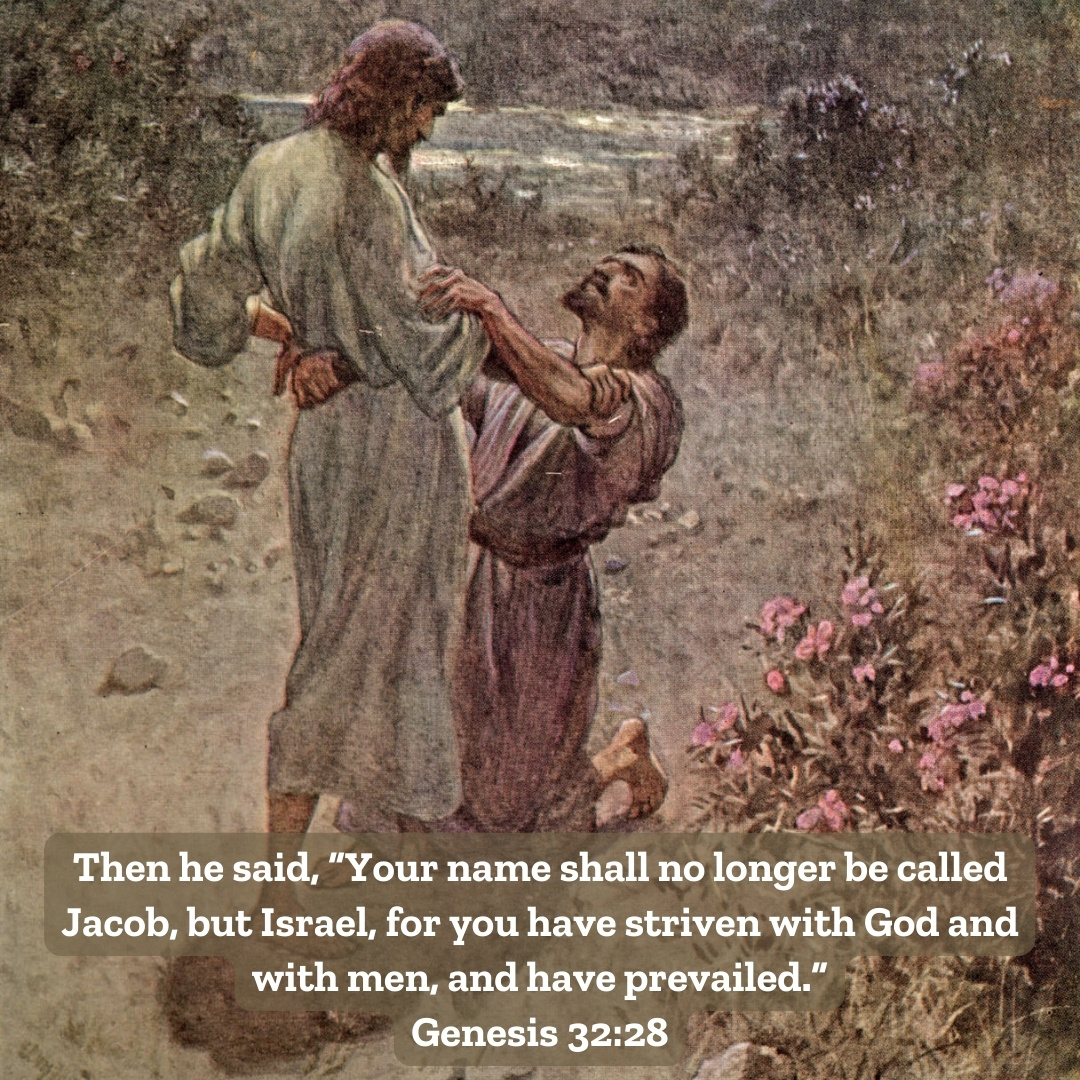 Then he said, "Your name shall no longer be called
Jacob, but Israel, for you have striven with God and
with men, and have prevailed."
Genesis 32:28